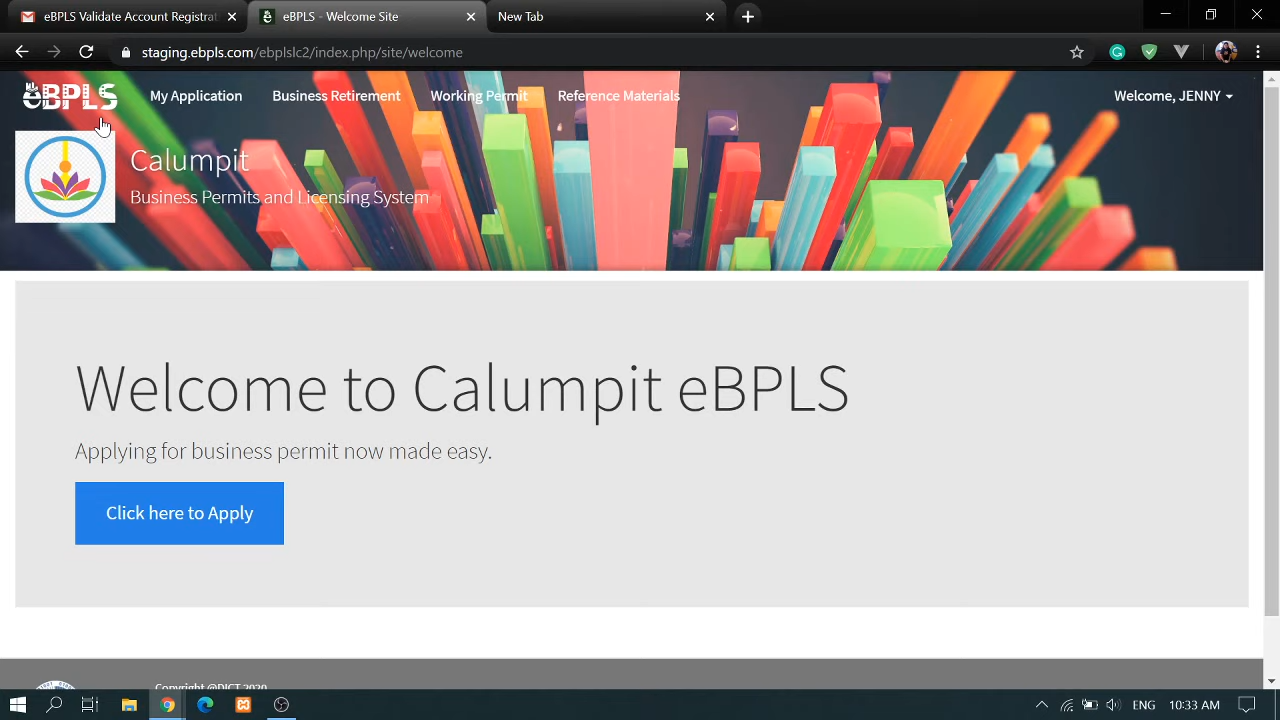 eBPLS Validate Account Registrat
eBPLS - Welcome Site
New Tab
staging.ebpls.com/ebplslc2/index.php/site/welcome
eBPLS
My Application
Business Retirement
Working Permit
Reference Materials
Welcome, JENNY
Calumpit
Business Permits and Licensing System
Welcome to Calumpit eBPLS
Applying for business permit now made easy.
Click here to Apply
Copyright @DICT 2020
ENG
10:33 AM